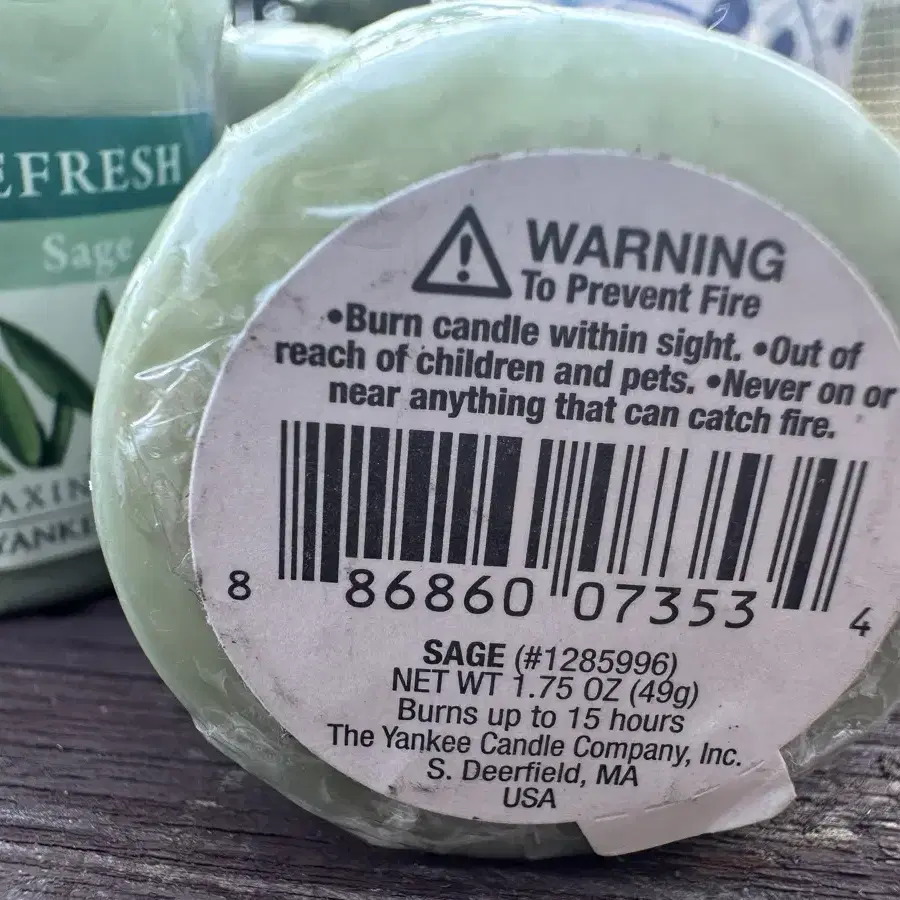 EFRESH
Sage
AXIN
YANKE
WARNING
To Prevent Fire
•Burn candle within sight. •Out of
reach of children and pets. •Never on or
near anything that can catch fire.
8 86860 07353 4
SAGE (#1285996)
NET WT 1.75 OZ (49g)
Burns up to 15 hours
The Yankee Candle Company, Inc.
S. Deerfield, MA
USA